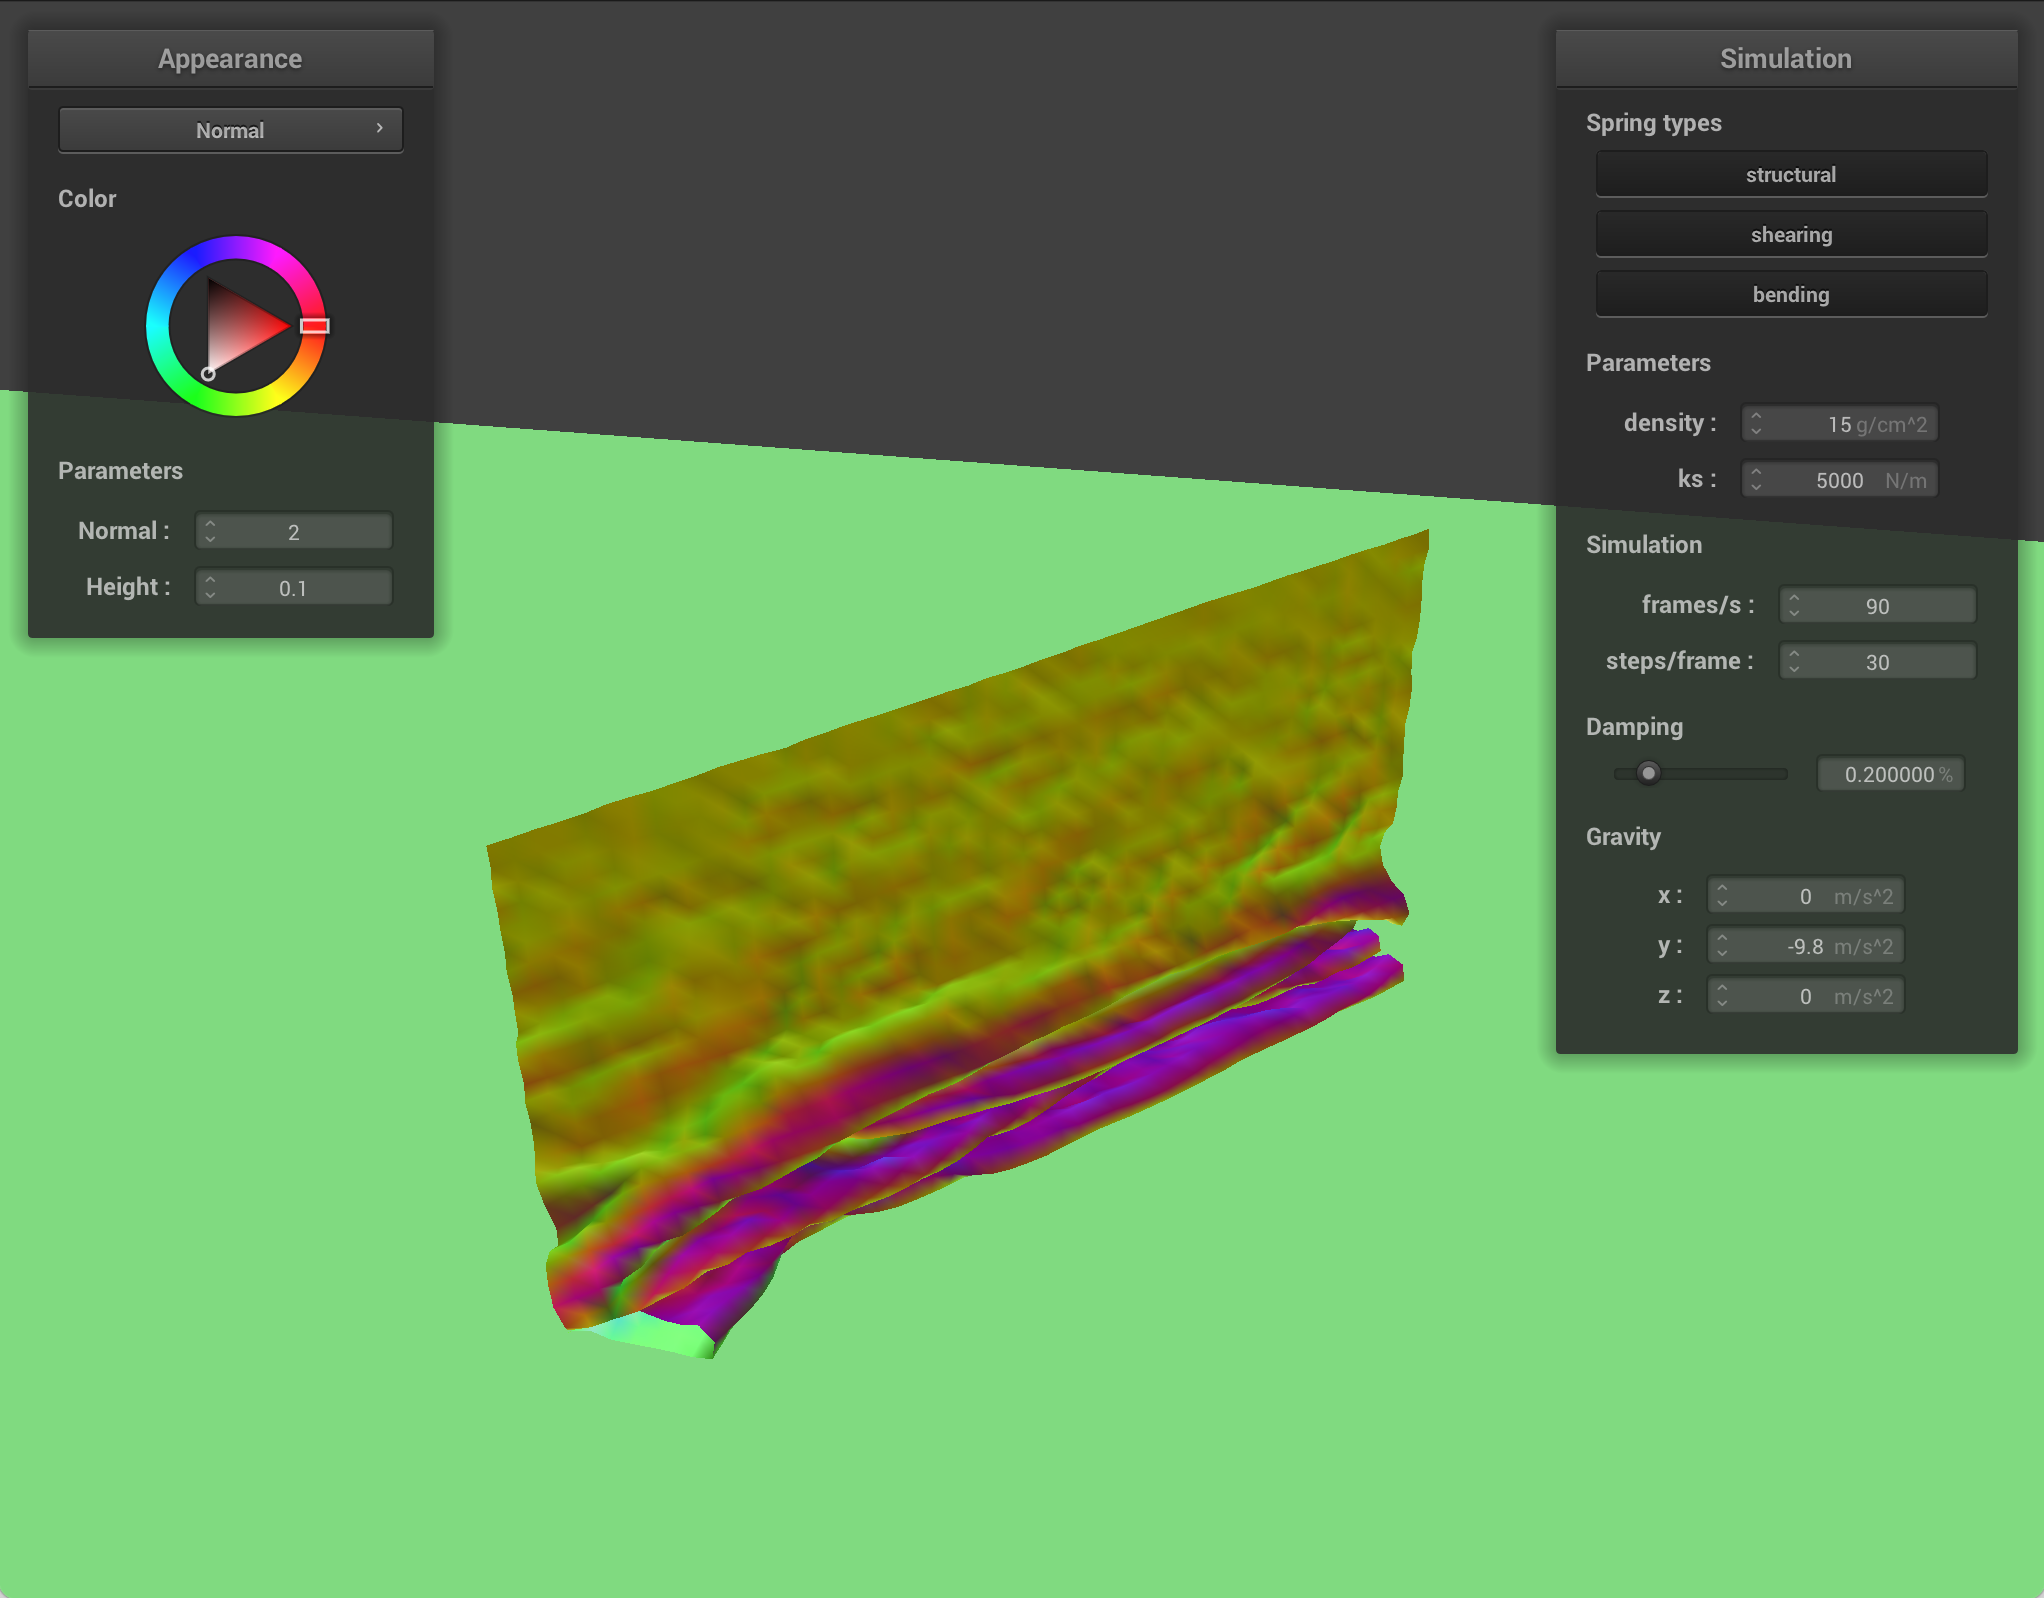 Appearance
Normal
Color
Parameters
Normal : 2
Height : 0.1
Simulation
Spring types
structural
shearing
bending
Parameters
density : 15 g/cm^2
ks : 5000 N/m
Simulation
frames/s : 90
steps/frame : 30
Damping
0.200000 %
Gravity
x : 0 m/s^2
y : -9.8 m/s^2
z : 0 m/s^2